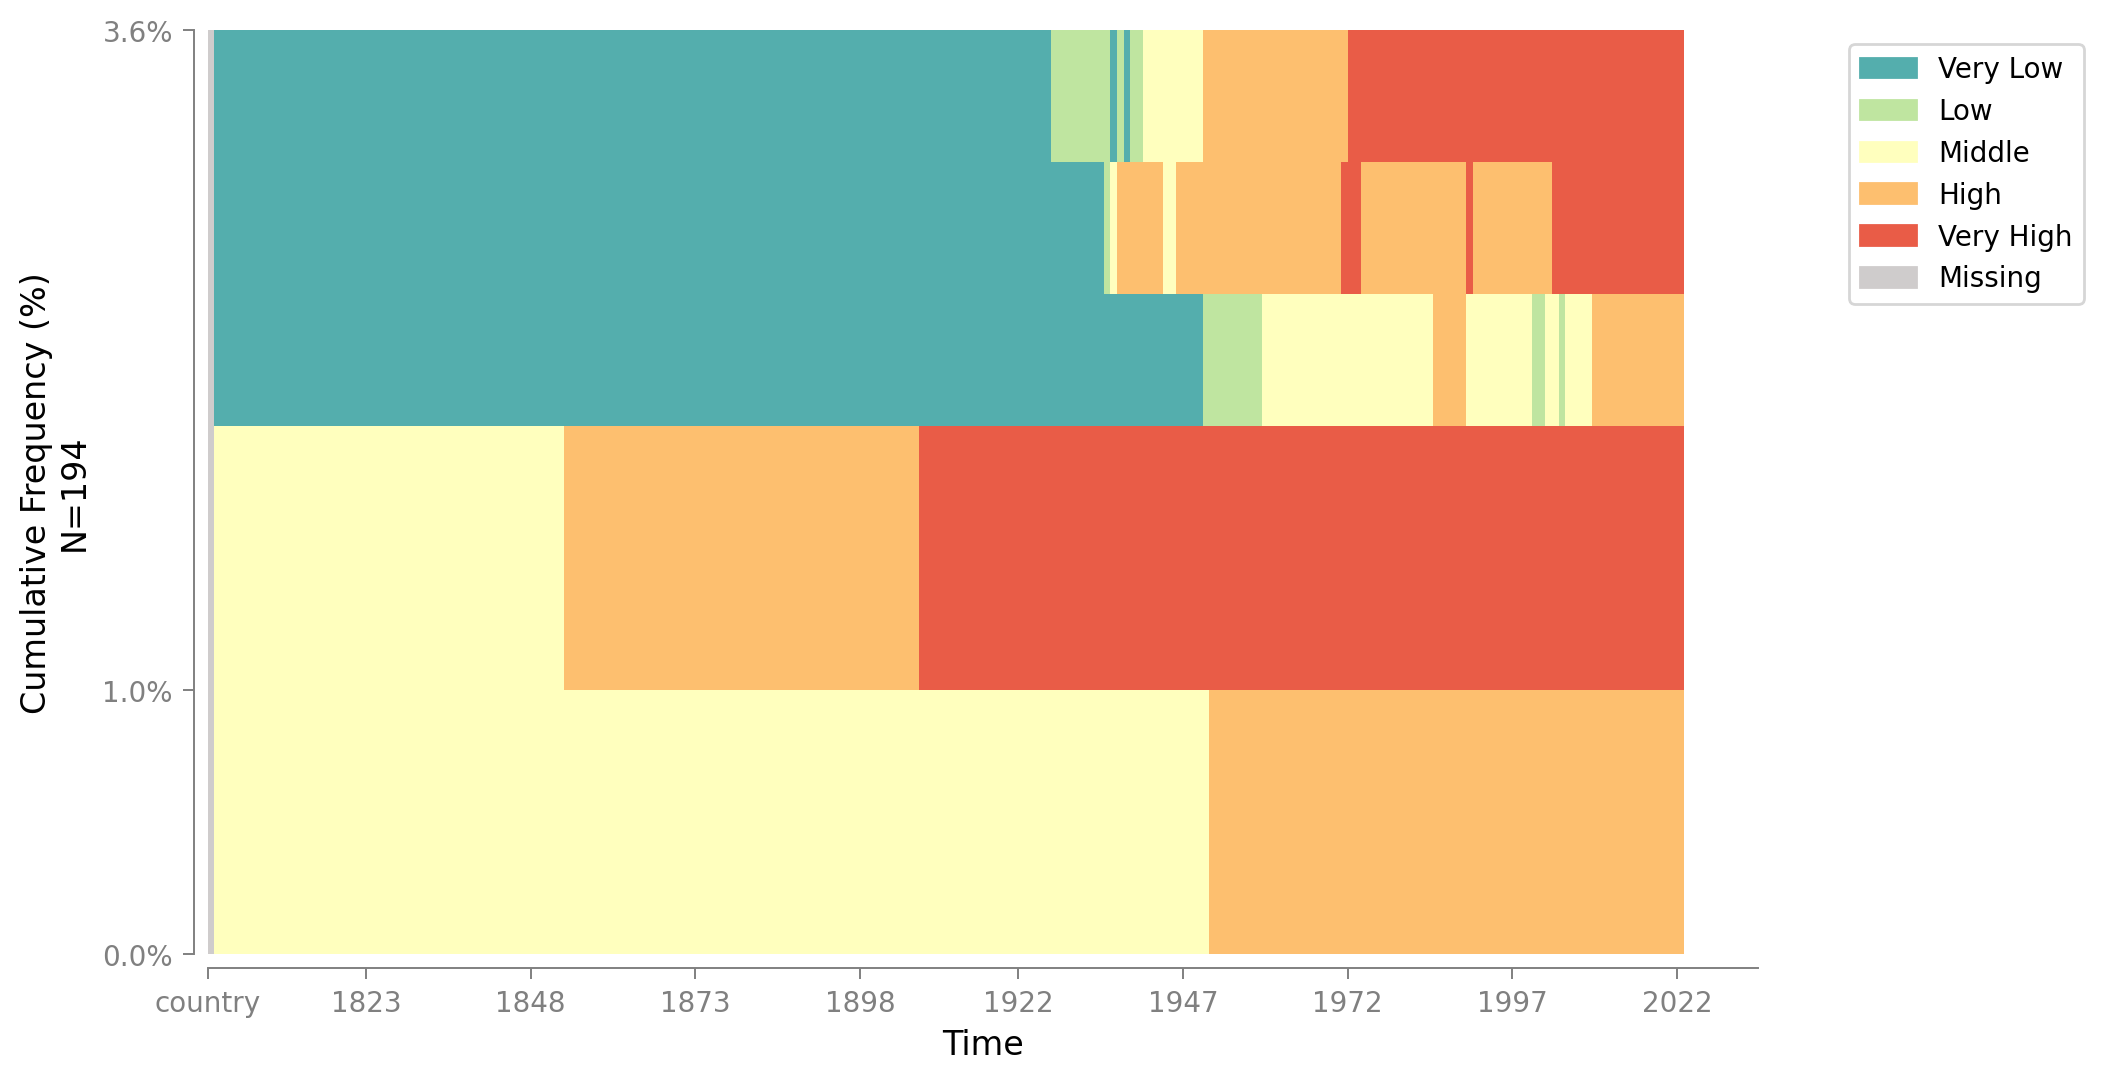 3.6%
1.0%
0.0%
Cumulative Frequency (%)
N=194
country 1823 1848 1873 1898 1922 1947 1972 1997 2022
Time
Very Low
Low
Middle
High
Very High
Missing